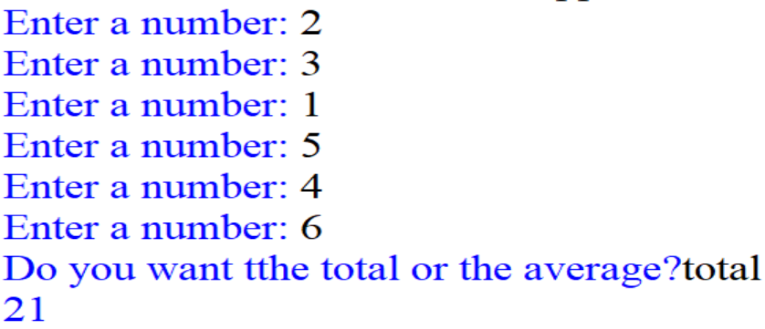 Enter a number: 2
Enter a number: 3
Enter a number: 1
Enter a number: 5
Enter a number: 4
Enter a number: 6
Do you want tthe total or the average?total
21